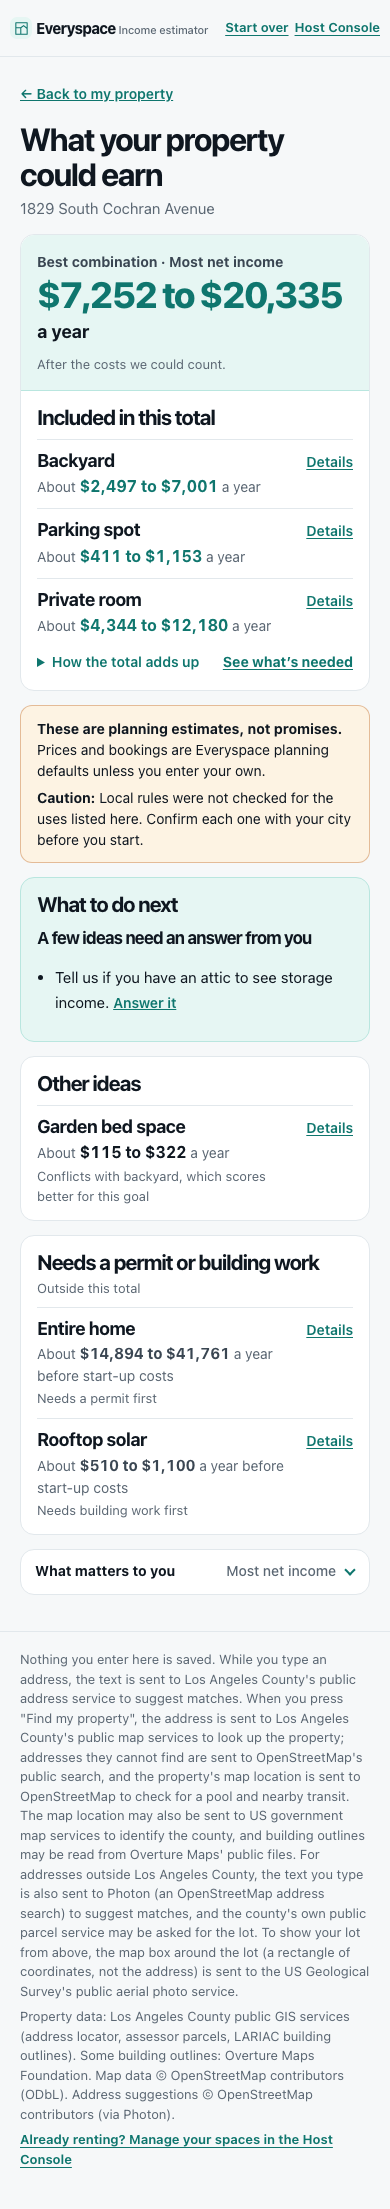 Everyspace Income estimator Start over Host Console
← Back to my property
What your property
could earn
1829 South Cochran Avenue
Best combination · Most net income
$7,252 to $20,335
a year
After the costs we could count.
Included in this total
Backyard Details
About $2,497 to $7,001 a year
Parking spot Details
About $411 to $1,153 a year
Private room Details
About $4,344 to $12,180 a year
How the total adds up See what’s needed
These are planning estimates, not promises.
Prices and bookings are Everyspace planning
defaults unless you enter your own.
Caution: Local rules were not checked for the
uses listed here. Confirm each one with your city
before you start.
What to do next
A few ideas need an answer from you
• Tell us if you have an attic to see storage
income. Answer it
Other ideas
Garden bed space Details
About $115 to $322 a year
Conflicts with backyard, which scores
better for this goal
Needs a permit or building work
Outside this total
Entire home Details
About $14,894 to $41,761 a year
before start-up costs
Needs a permit first
Rooftop solar Details
About $510 to $1,100 a year before
start-up costs
Needs building work first
What matters to you Most net income
Nothing you enter here is saved. While you type an
address, the text is sent to Los Angeles County's public
address service to suggest matches. When you press
"Find my property", the address is sent to Los Angeles
County's public map services to look up the property;
addresses they cannot find are sent to OpenStreetMap's
public search, and the property's map location is sent to
OpenStreetMap to check for a pool and nearby transit.
The map location may also be sent to US government
map services to identify the county, and building outlines
may be read from Overture Maps' public files. For
addresses outside Los Angeles County, the text you type
is also sent to Photon (an OpenStreetMap address
search) to suggest matches, and the county's own public
parcel service may be asked for the lot. To show your lot
from above, the map box around the lot (a rectangle of
coordinates, not the address) is sent to the US Geological
Survey's public aerial photo service.
Property data: Los Angeles County public GIS services
(address locator, assessor parcels, LARIAC building
outlines). Some building outlines: Overture Maps
Foundation. Map data © OpenStreetMap contributors
(ODbL). Address suggestions © OpenStreetMap
contributors (via Photon).
Already renting? Manage your spaces in the Host
Console